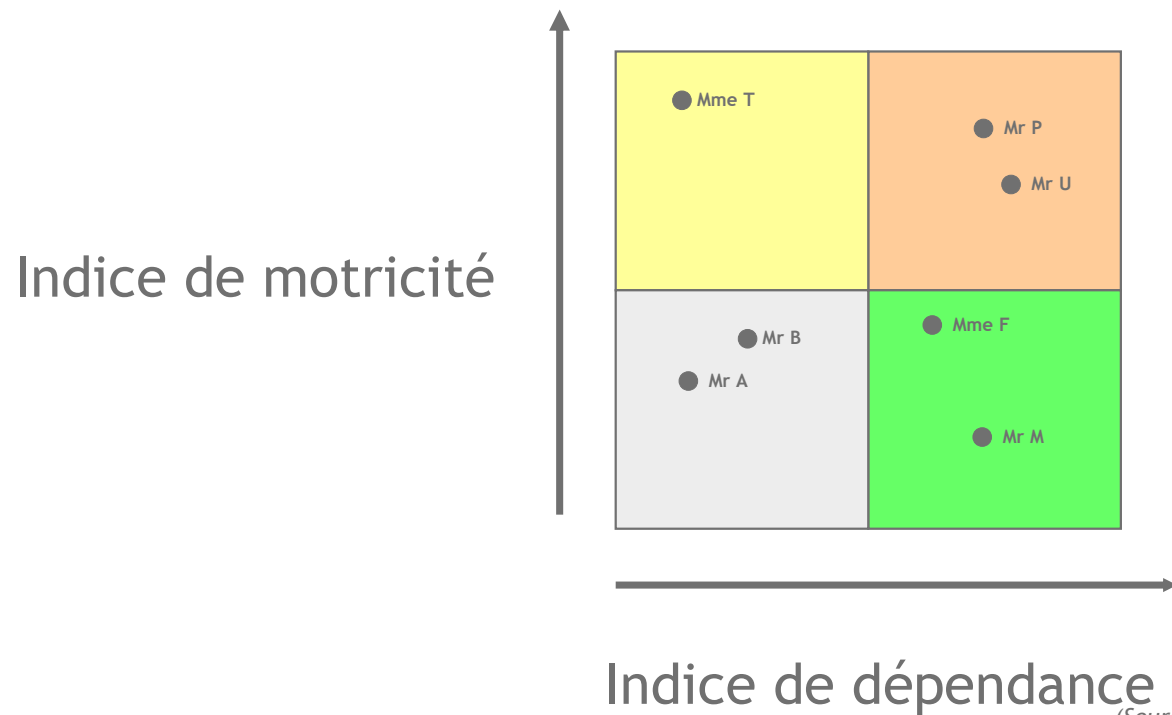 Mme T
Mr P
Mr U
Indice de motricité
Mme F
Mr B
Mr A
Mr M
Indice de dépendance